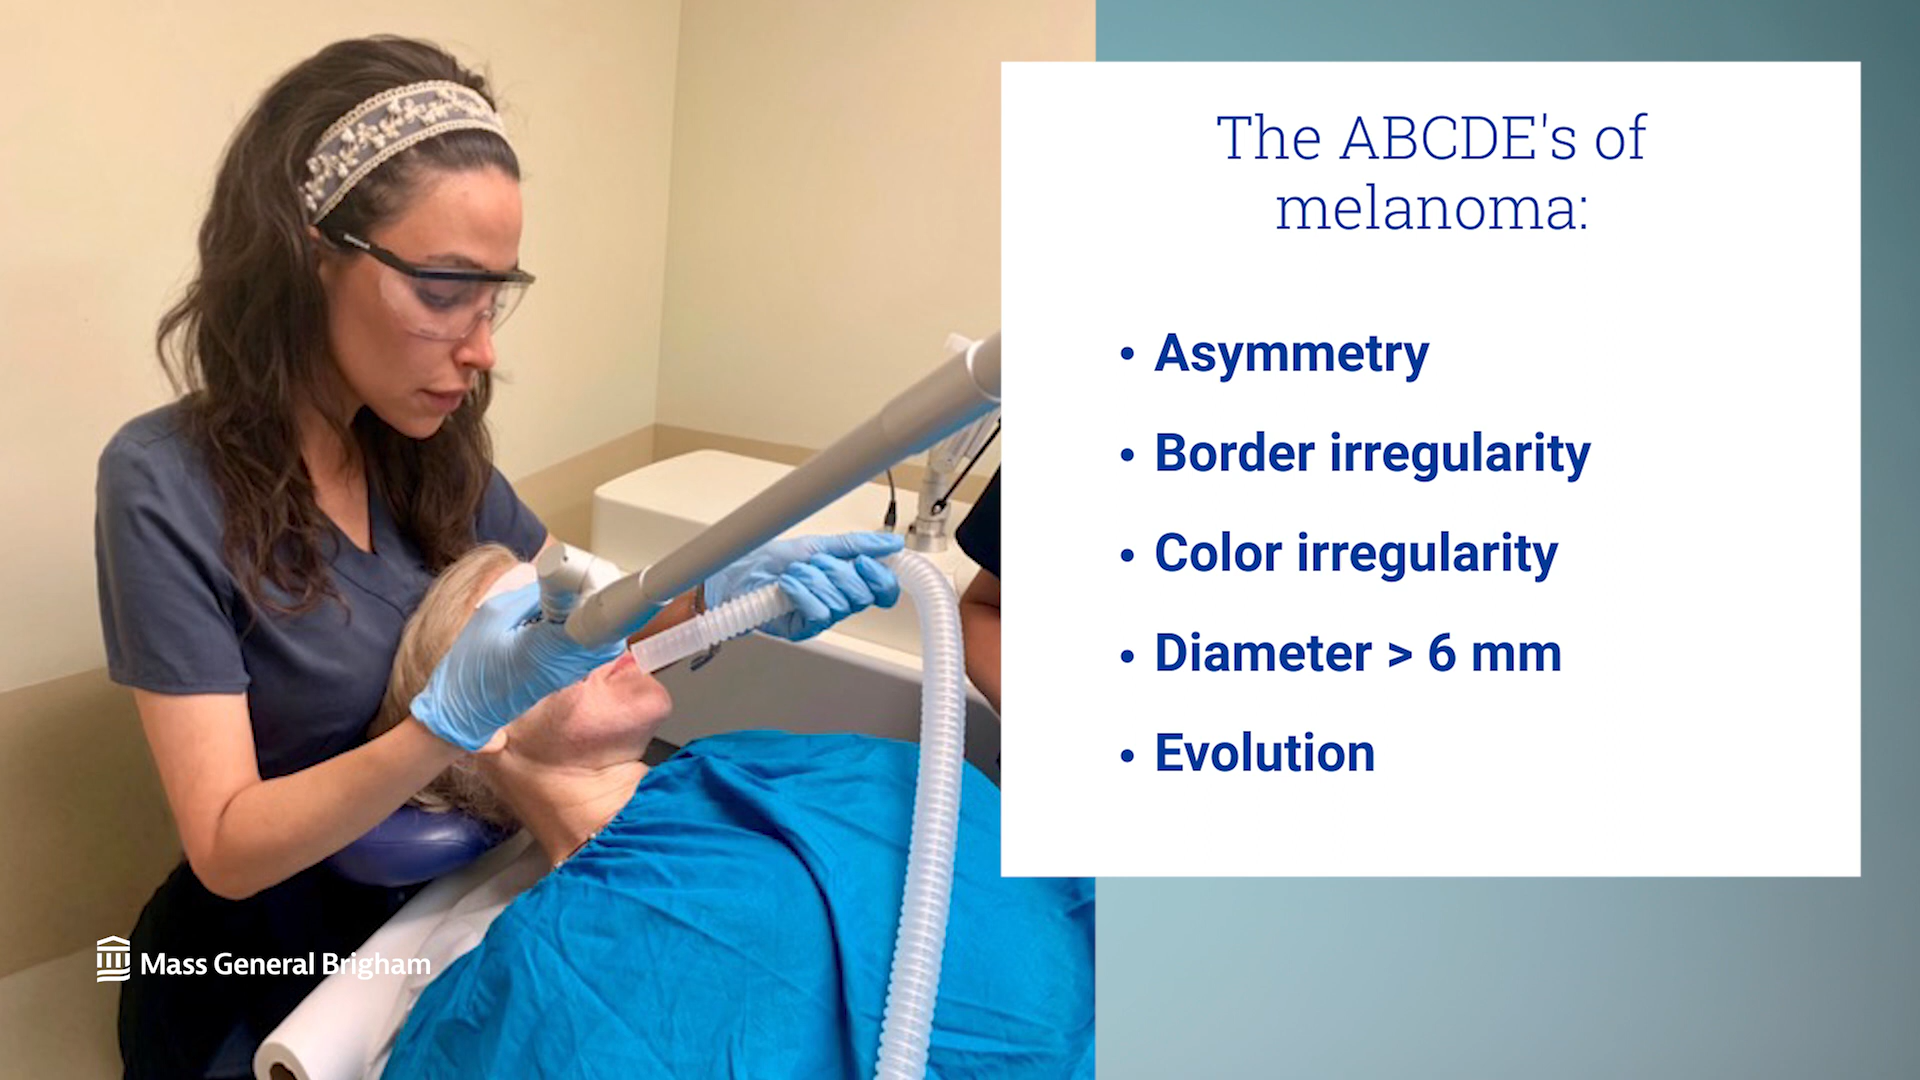 The ABCDE's of
melanoma:
• Asymmetry
• Border irregularity
• Color irregularity
• Diameter > 6 mm
• Evolution
Mass General Brigham